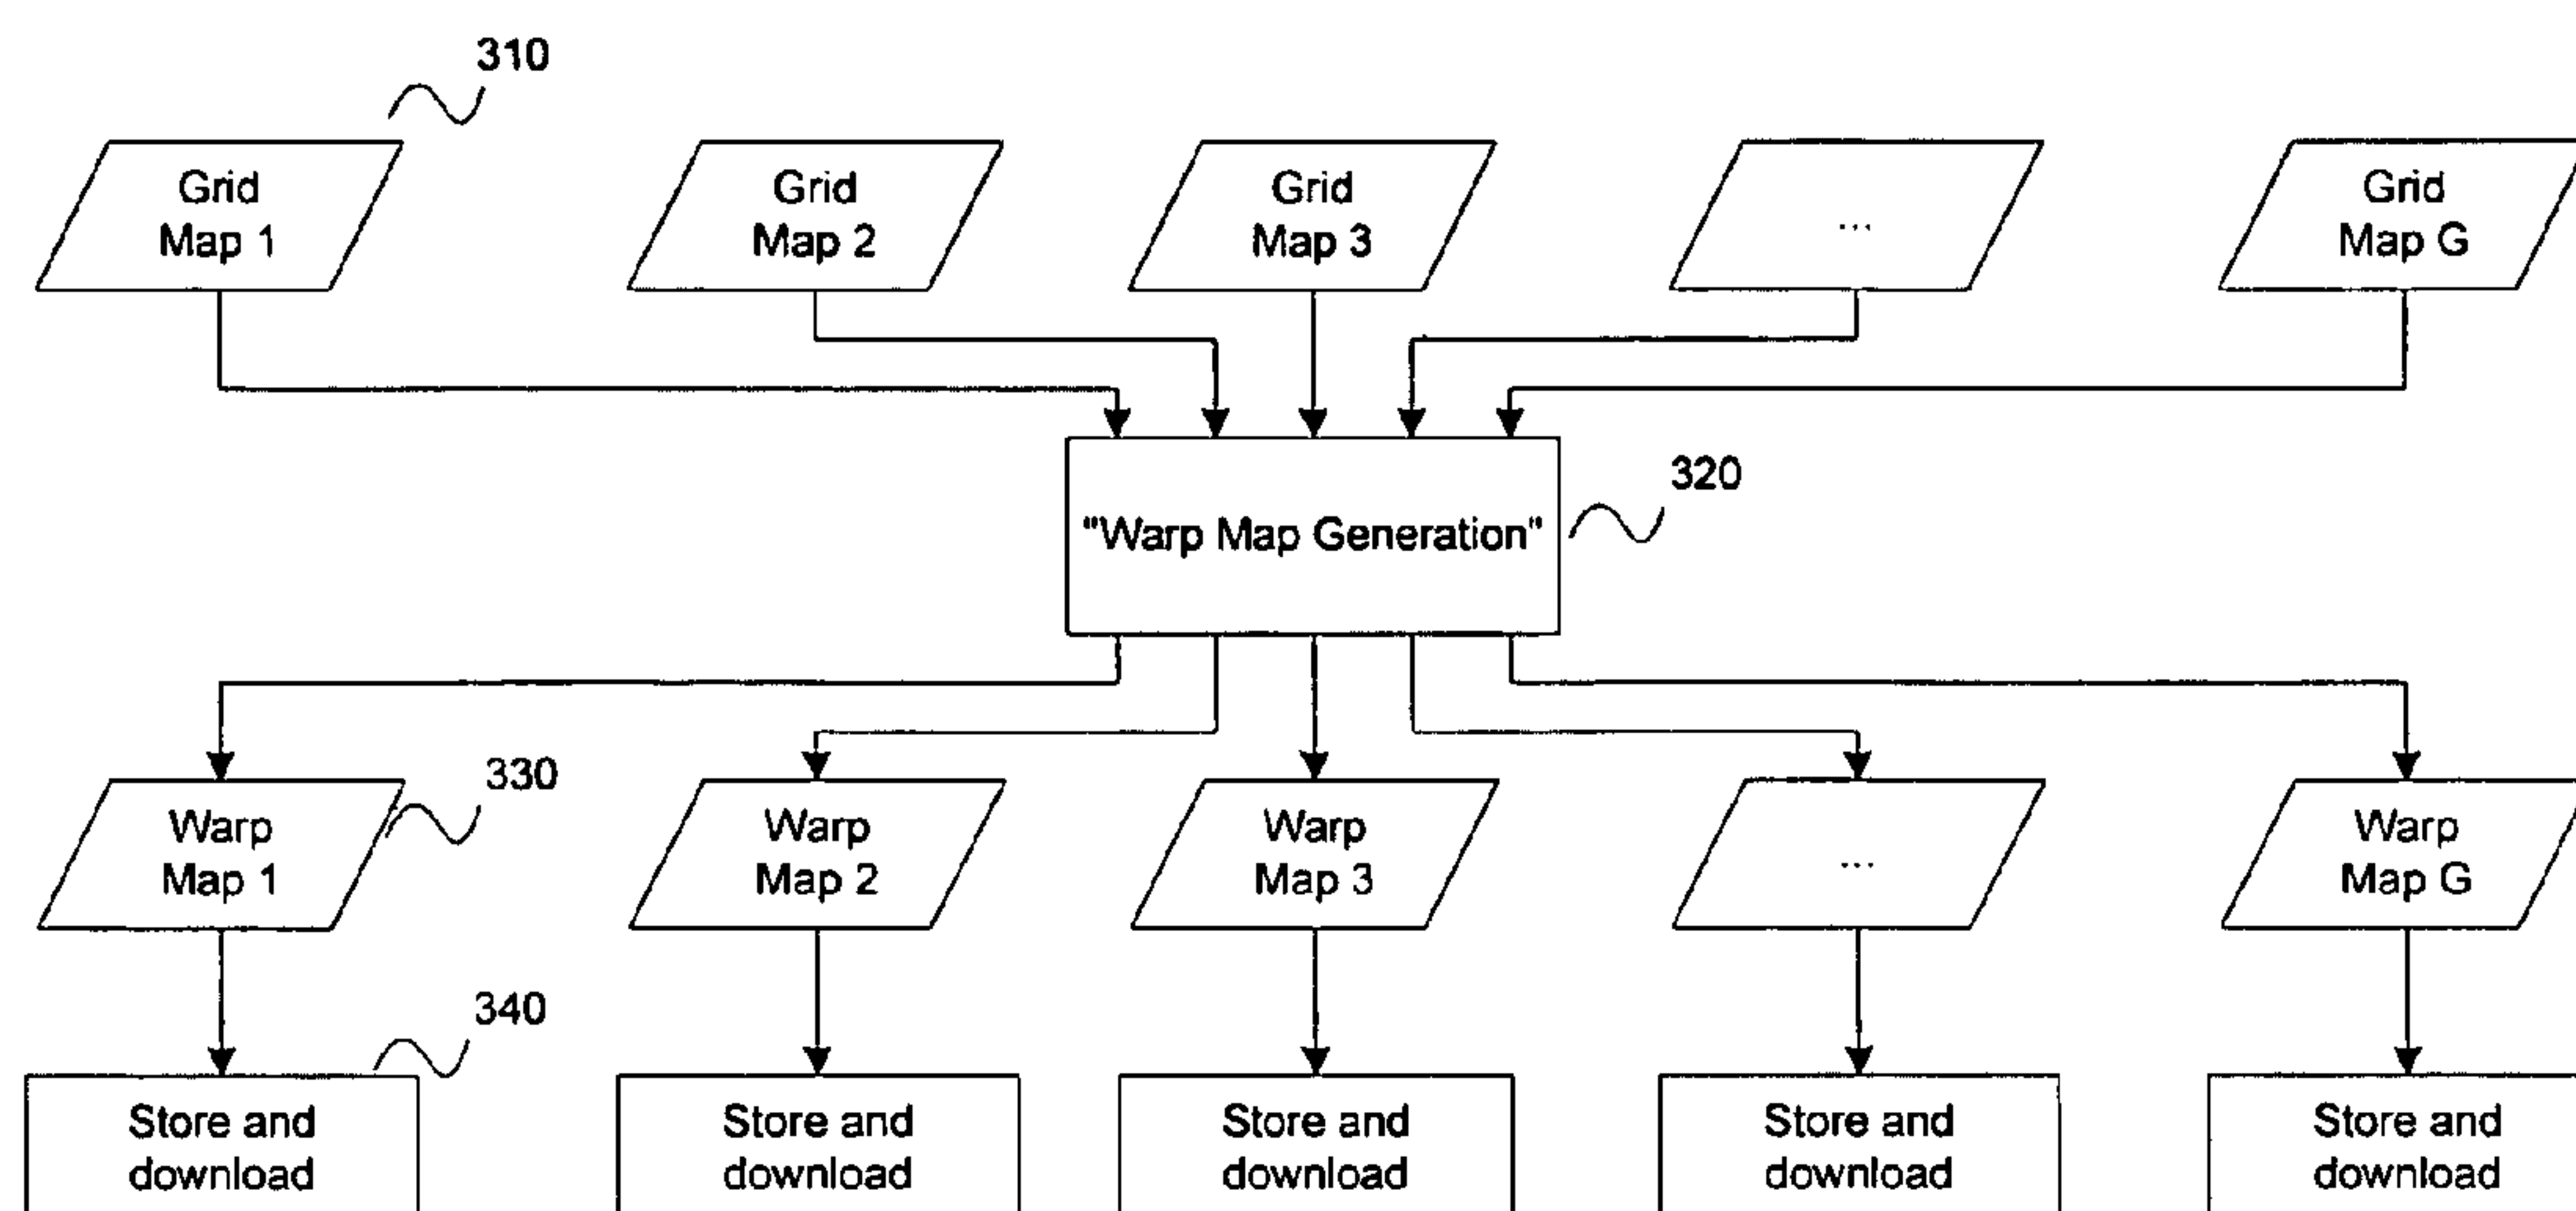 310
Grid
Map 1
Grid
Map 2
Grid
Map 3
...
Grid
Map G
320
"Warp Map Generation"
330
Warp
Map 1
Warp
Map 2
Warp
Map 3
...
Warp
Map G
340
Store and
download
Store and
download
Store and
download
Store and
download
Store and
download